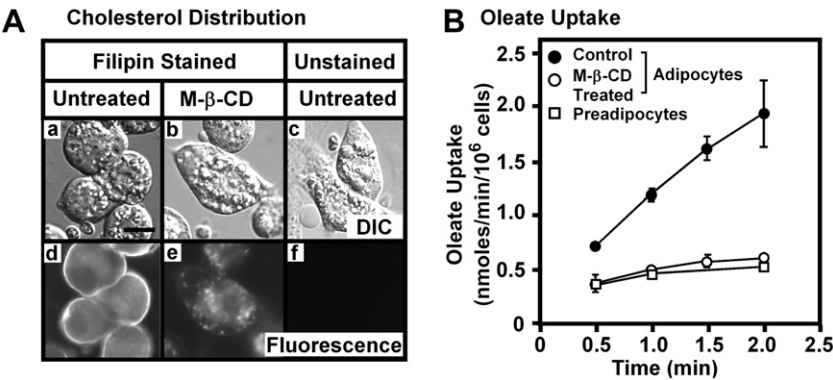 A Cholesterol Distribution
Filipin Stained Unstained
Untreated M-β-CD Untreated
a b c
DIC
d e f
Fluorescence
B Oleate Uptake
Oleate Uptake
(nmoles/min/10⁶ cells)
2.5
2.0
1.5
1.0
0.5
0
Control
M-β-CD
Treated
Adipocytes
Preadipocytes
0 0.5 1.0 1.5 2.0 2.5
Time (min)